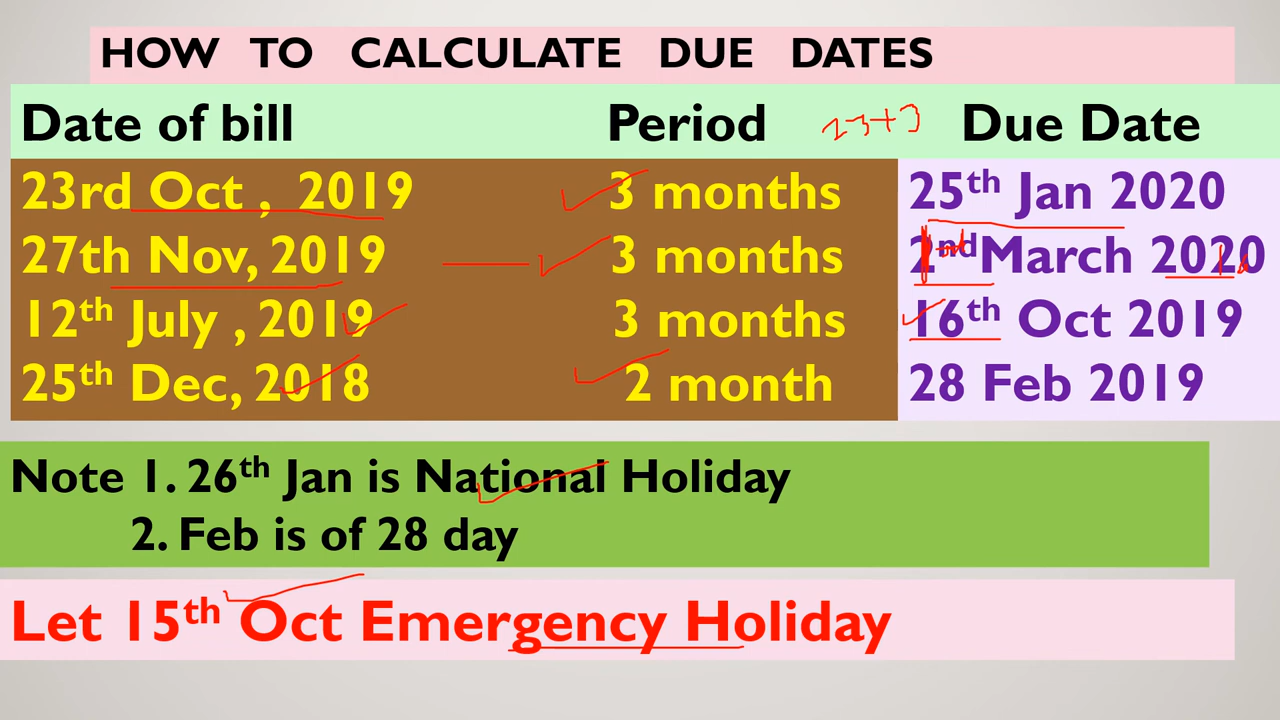 HOW TO CALCULATE DUE DATES
Date of bill Period 23+3 Due Date
23rd Oct , 2019 3 months 25th Jan 2020
27th Nov, 2019 3 months 2nd March 2020
12th July , 2019 3 months 16th Oct 2019
25th Dec, 2018 2 month 28 Feb 2019
Note 1. 26th Jan is National Holiday
2. Feb is of 28 day
Let 15th Oct Emergency Holiday